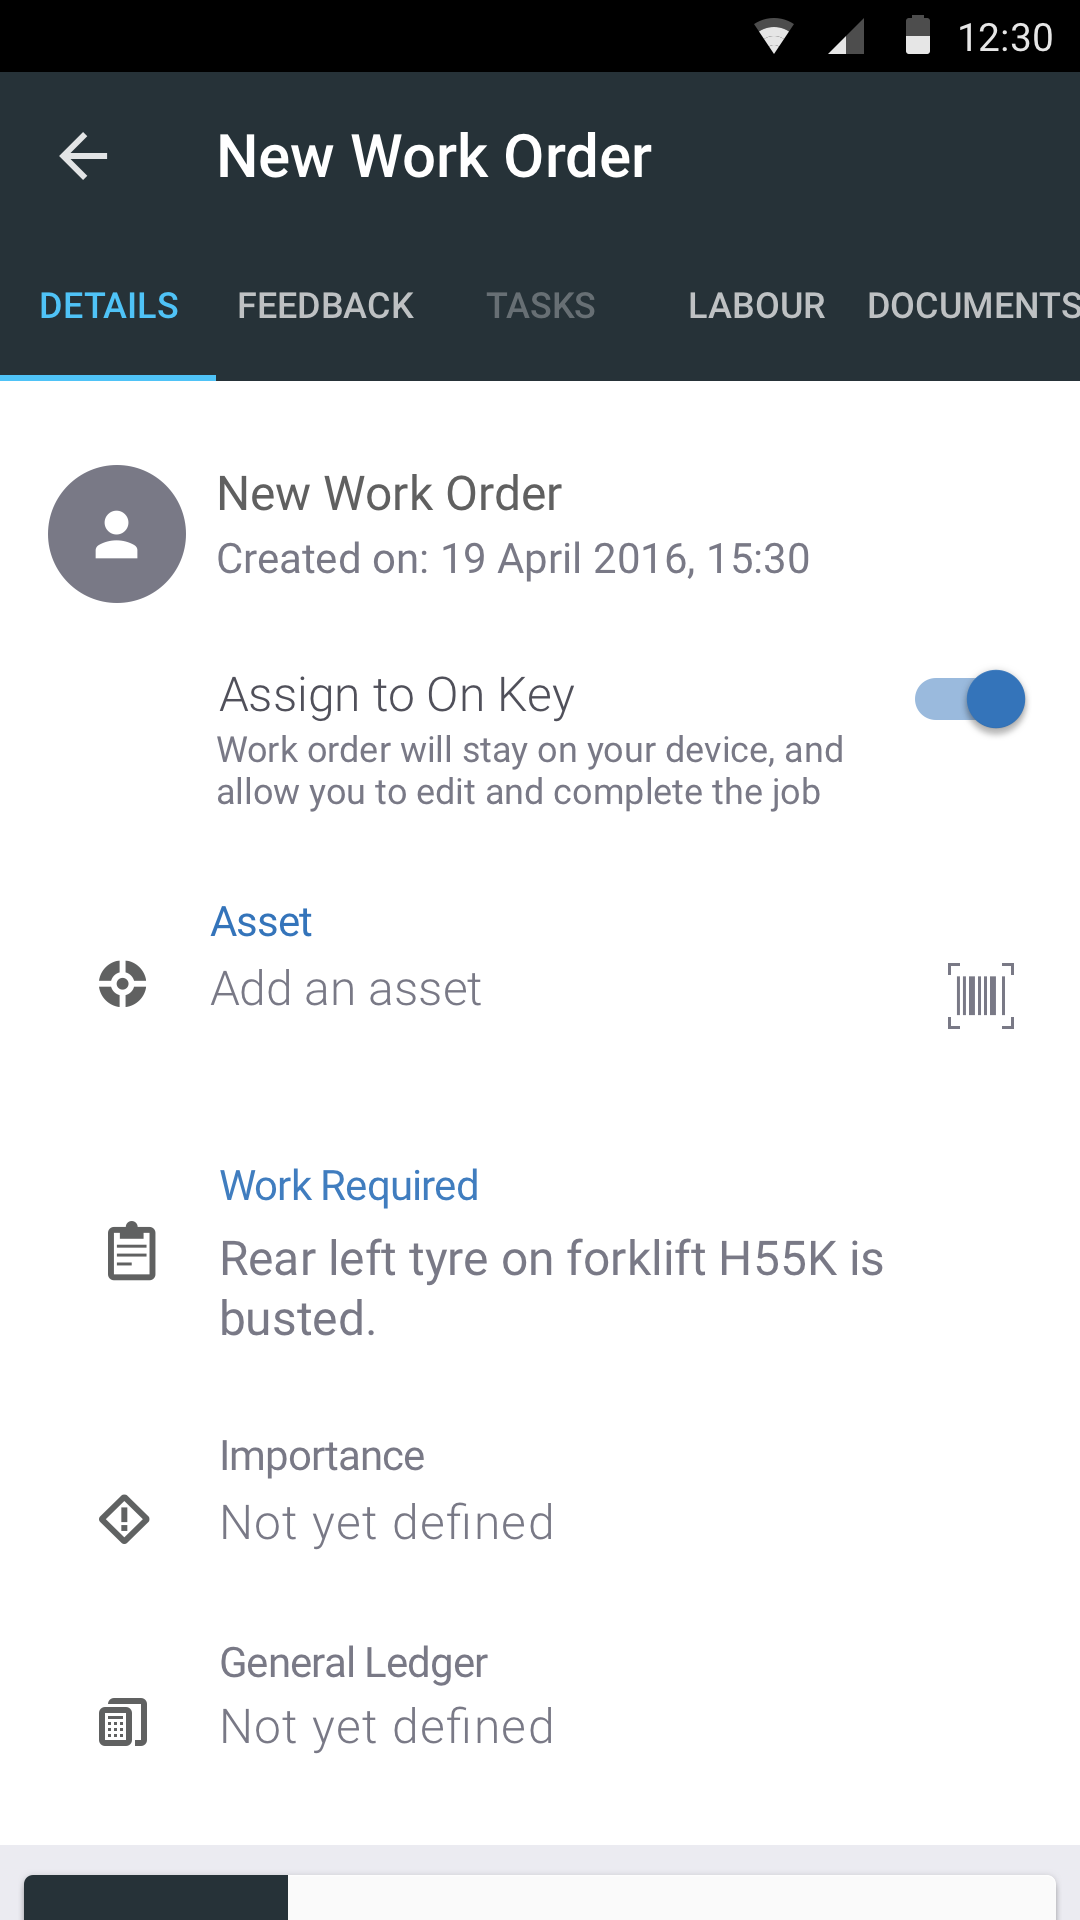 12:30
New Work Order
DETAILS FEEDBACK TASKS LABOUR DOCUMENTS
New Work Order
Created on: 19 April 2016, 15:30
Assign to On Key
Work order will stay on your device, and
allow you to edit and complete the job
Asset
Add an asset
Work Required
Rear left tyre on forklift H55K is
busted.
Importance
Not yet defined
General Ledger
Not yet defined